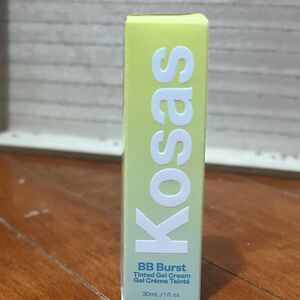 Kosas
BB Burst
Tinted Gel Cream
Gel Crème Teinté
30mL / 1 fl. oz.